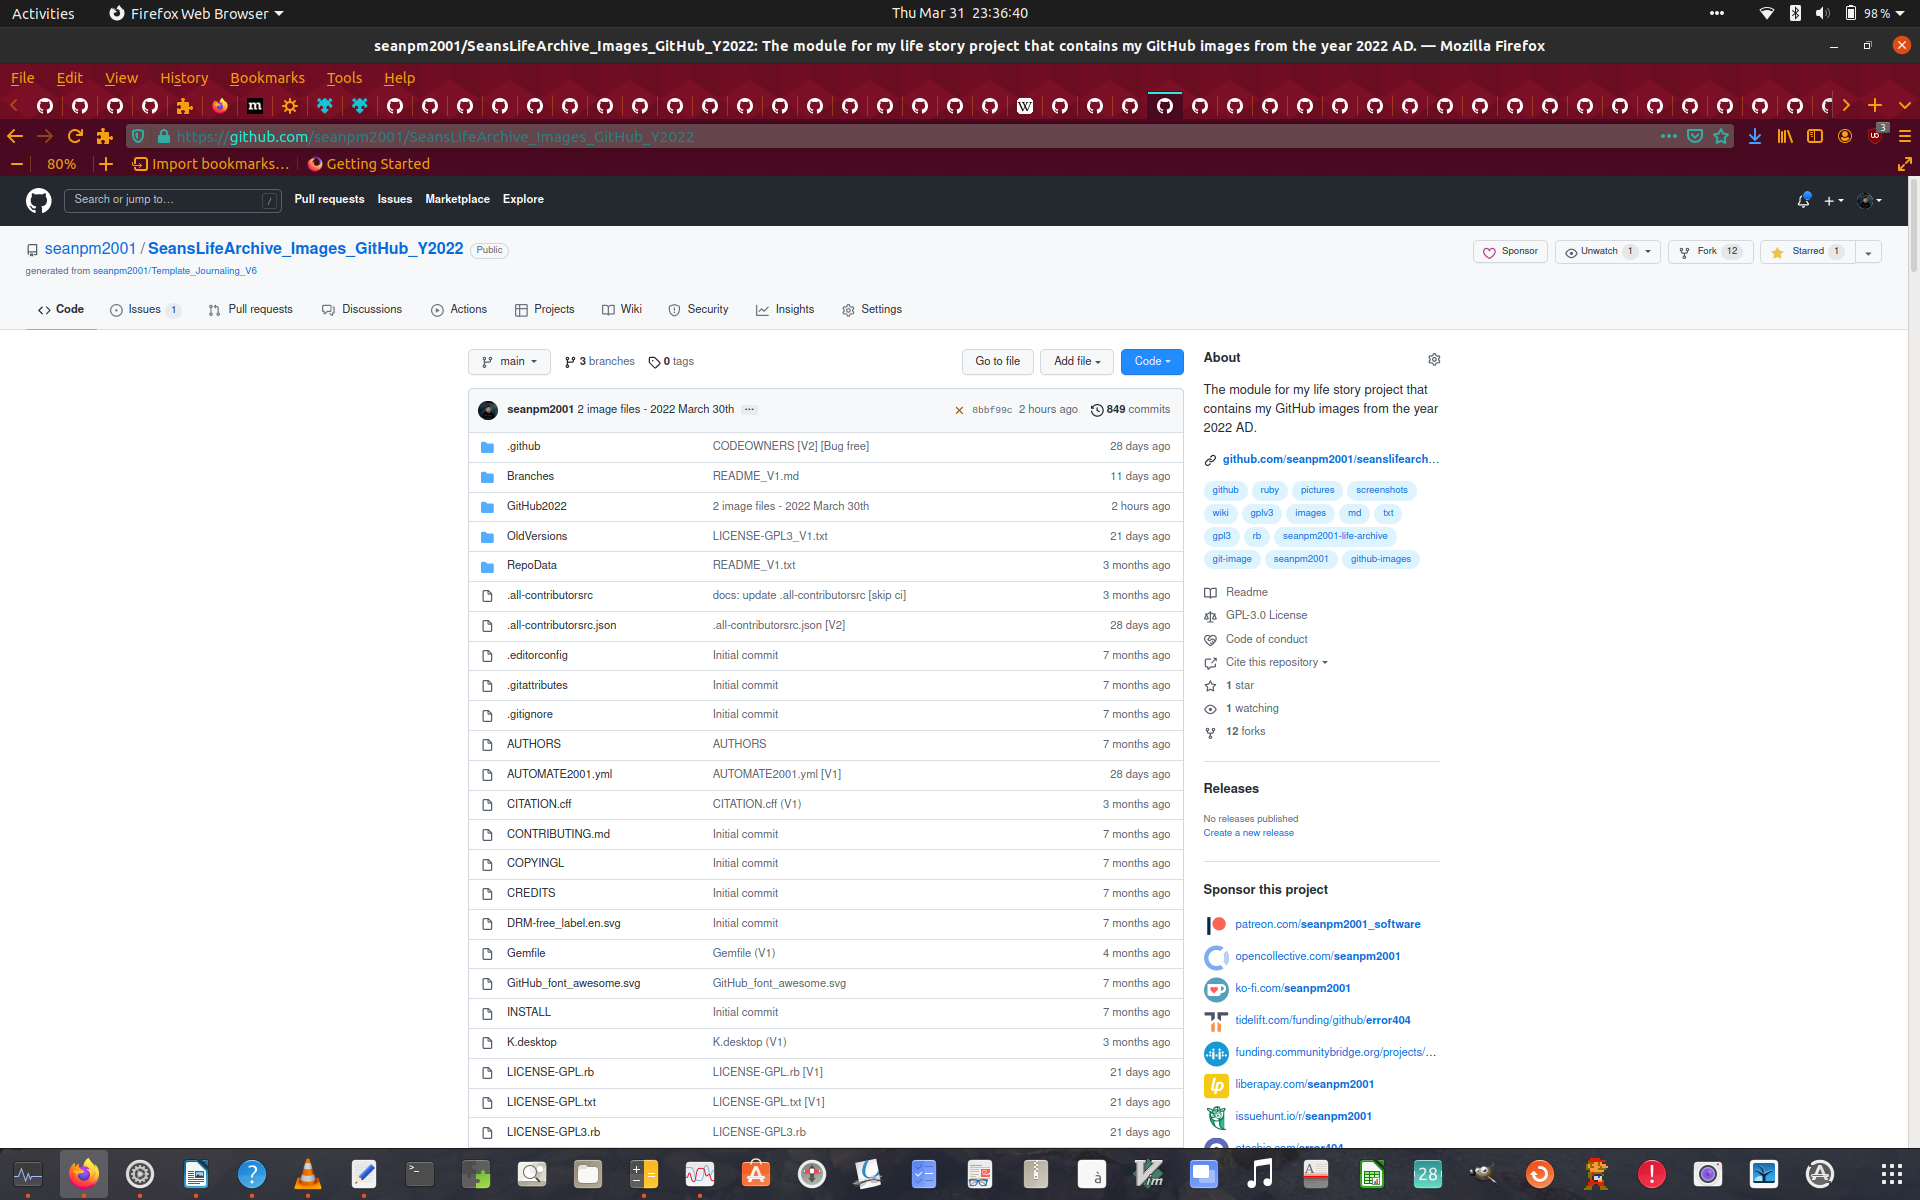 Activities Firefox Web Browser Thu Mar 31 23:36:40 98 %
seanpm2001/SeansLifeArchive_Images_GitHub_Y2022: The module for my life story project that contains my GitHub images from the year 2022 AD. — Mozilla Firefox
File Edit View History Bookmarks Tools Help
https://github.com/seanpm2001/SeansLifeArchive_Images_GitHub_Y2022 3
80% Import bookmarks... Getting Started
Search or jump to... / Pull requests Issues Marketplace Explore
seanpm2001 / SeansLifeArchive_Images_GitHub_Y2022 Public Sponsor Unwatch 1 Fork 12 Starred 1
generated from seanpm2001/Template_Journaling_V6
Code Issues 1 Pull requests Discussions Actions Projects Wiki Security Insights Settings
main 3 branches 0 tags Go to file Add file Code
seanpm2001 2 image files - 2022 March 30th ... 8bbf99c 2 hours ago 849 commits
.github CODEOWNERS [V2] [Bug free] 28 days ago
Branches README_V1.md 11 days ago
GitHub2022 2 image files - 2022 March 30th 2 hours ago
OldVersions LICENSE-GPL3_V1.txt 21 days ago
RepoData README_V1.txt 3 months ago
.all-contributorsrc docs: update .all-contributorsrc [skip ci] 3 months ago
.all-contributorsrc.json .all-contributorsrc.json [V2] 28 days ago
.editorconfig Initial commit 7 months ago
.gitattributes Initial commit 7 months ago
.gitignore Initial commit 7 months ago
AUTHORS AUTHORS 7 months ago
AUTOMATE2001.yml AUTOMATE2001.yml [V1] 28 days ago
CITATION.cff CITATION.cff (V1) 3 months ago
CONTRIBUTING.md Initial commit 7 months ago
COPYINGL Initial commit 7 months ago
CREDITS Initial commit 7 months ago
DRM-free_label.en.svg Initial commit 7 months ago
Gemfile Gemfile (V1) 4 months ago
GitHub_font_awesome.svg GitHub_font_awesome.svg 7 months ago
INSTALL Initial commit 7 months ago
K.desktop K.desktop (V1) 3 months ago
LICENSE-GPL.rb LICENSE-GPL.rb [V1] 21 days ago
LICENSE-GPL.txt LICENSE-GPL.txt [V1] 21 days ago
LICENSE-GPL3.rb LICENSE-GPL3.rb 21 days ago
About
The module for my life story project that
contains my GitHub images from the year
2022 AD.
github.com/seanpm2001/seanslifearch...
github ruby pictures screenshots
wiki gplv3 images md txt
gpl3 rb seanpm2001-life-archive
git-image seanpm2001 github-images
Readme
GPL-3.0 License
Code of conduct
Cite this repository
1 star
1 watching
12 forks
Releases
No releases published
Create a new release
Sponsor this project
patreon.com/seanpm2001_software
opencollective.com/seanpm2001
ko-fi.com/seanpm2001
tidelift.com/funding/github/error404
funding.communitybridge.org/projects/...
liberapay.com/seanpm2001
issuehunt.io/r/seanpm2001
28